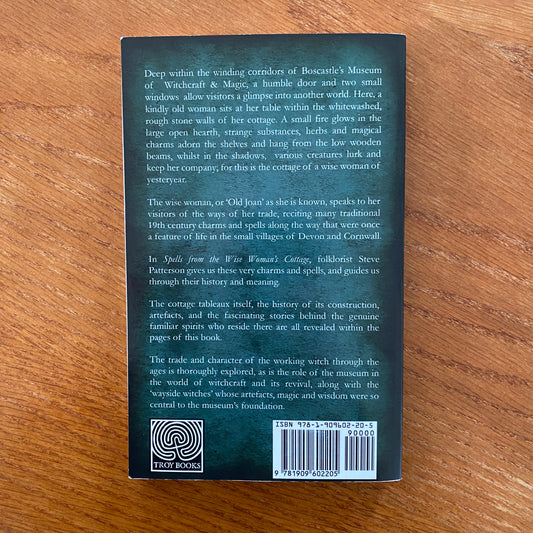 Deep within the winding corridors of Boscastle's Museum
of Witchcraft & Magic, a humble door and two small
windows allow visitors a glimpse into another world. Here, a
kindly old woman sits at her table within the whitewashed,
rough stone walls of her cottage. A small fire glows in the
large open hearth, strange substances, herbs and magical
charms adorn the shelves and hang from the low wooden
beams, whilst in the shadows, various creatures lurk and
keep her company; for this is the cottage of a wise woman of
yesteryear.
The wise woman, or 'Old Joan' as she is known, speaks to her
visitors of the ways of her trade, reciting many traditional
19th century charms and spells along the way that were once
a feature of life in the small villages of Devon and Cornwall.
In Spells from the Wise Woman's Cottage, folklorist Steve
Patterson gives us these very charms and spells, and guides us
through their history and meaning.
The cottage tableaux itself, the history of its construction,
artefacts, and the fascinating stories behind the genuine
familiar spirits who reside there are all revealed within the
pages of this book.
The trade and character of the working witch through the
ages is thoroughly explored, as is the role of the museum in
the world of witchcraft and its revival, along with the
'wayside witches' whose artefacts, magic and wisdom were so
central to the museum's foundation.
TROY BOOKS
ISBN 978-1-909602-20-5
90000
9 781909 602205